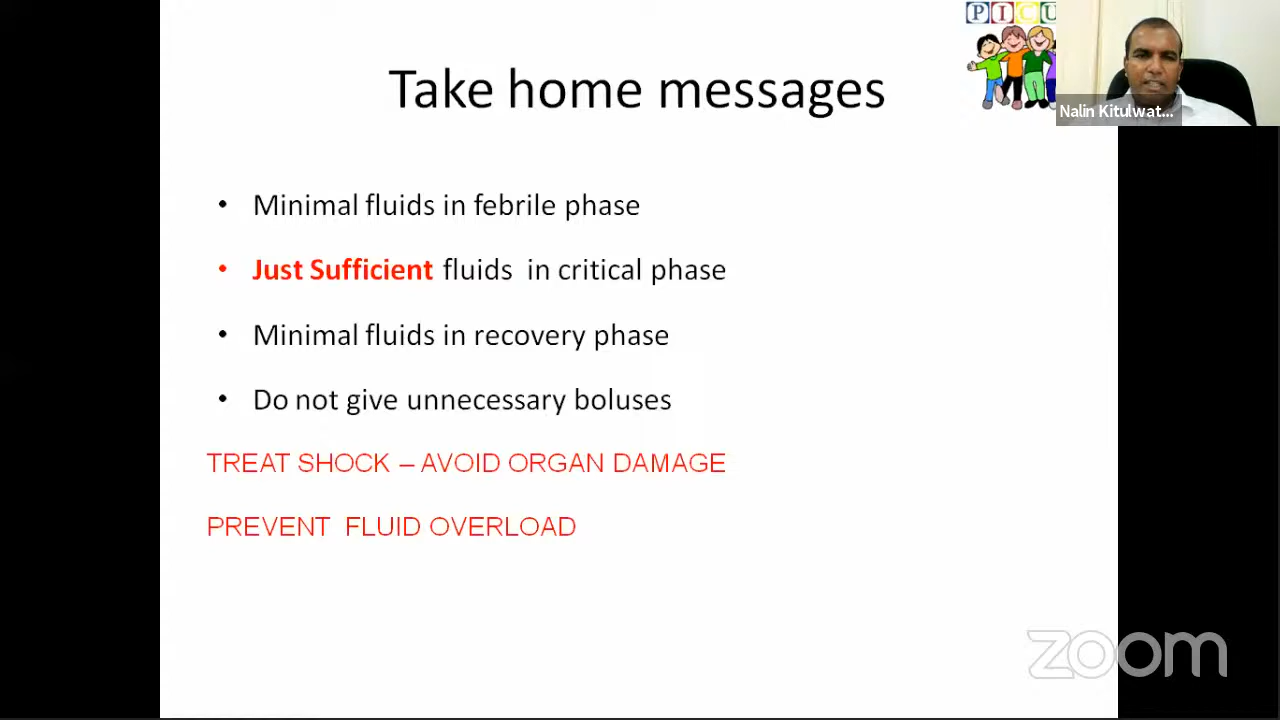 PICU
Take home messages
Nalin Kitulwat...
• Minimal fluids in febrile phase
• Just Sufficient fluids in critical phase
• Minimal fluids in recovery phase
• Do not give unnecessary boluses
TREAT SHOCK – AVOID ORGAN DAMAGE
PREVENT FLUID OVERLOAD
zoom